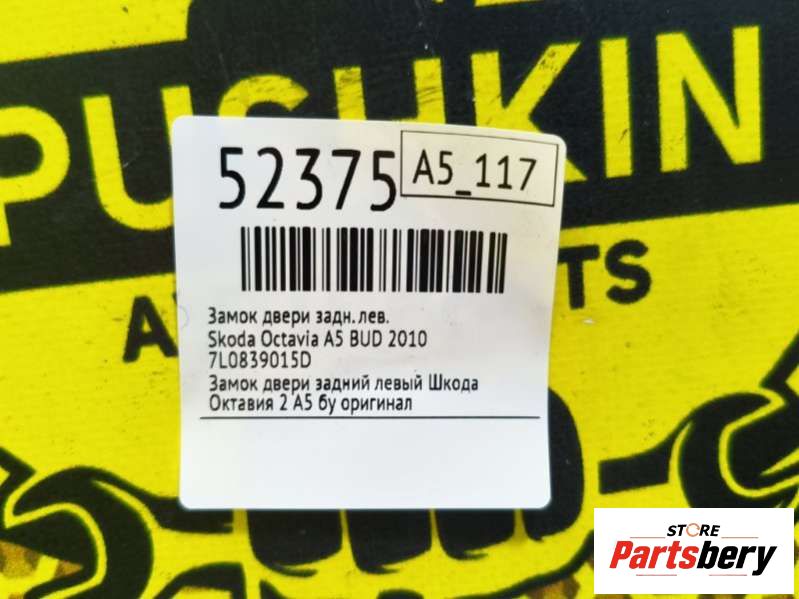 PUSHKIN
52375
A5_117
TS
Замок двери задн. лев.
Skoda Octavia A5 BUD 2010
7L0839015D
Замок двери задний левый Шкода
Октавия 2 А5 бу оригинал
STORE
Partsbery